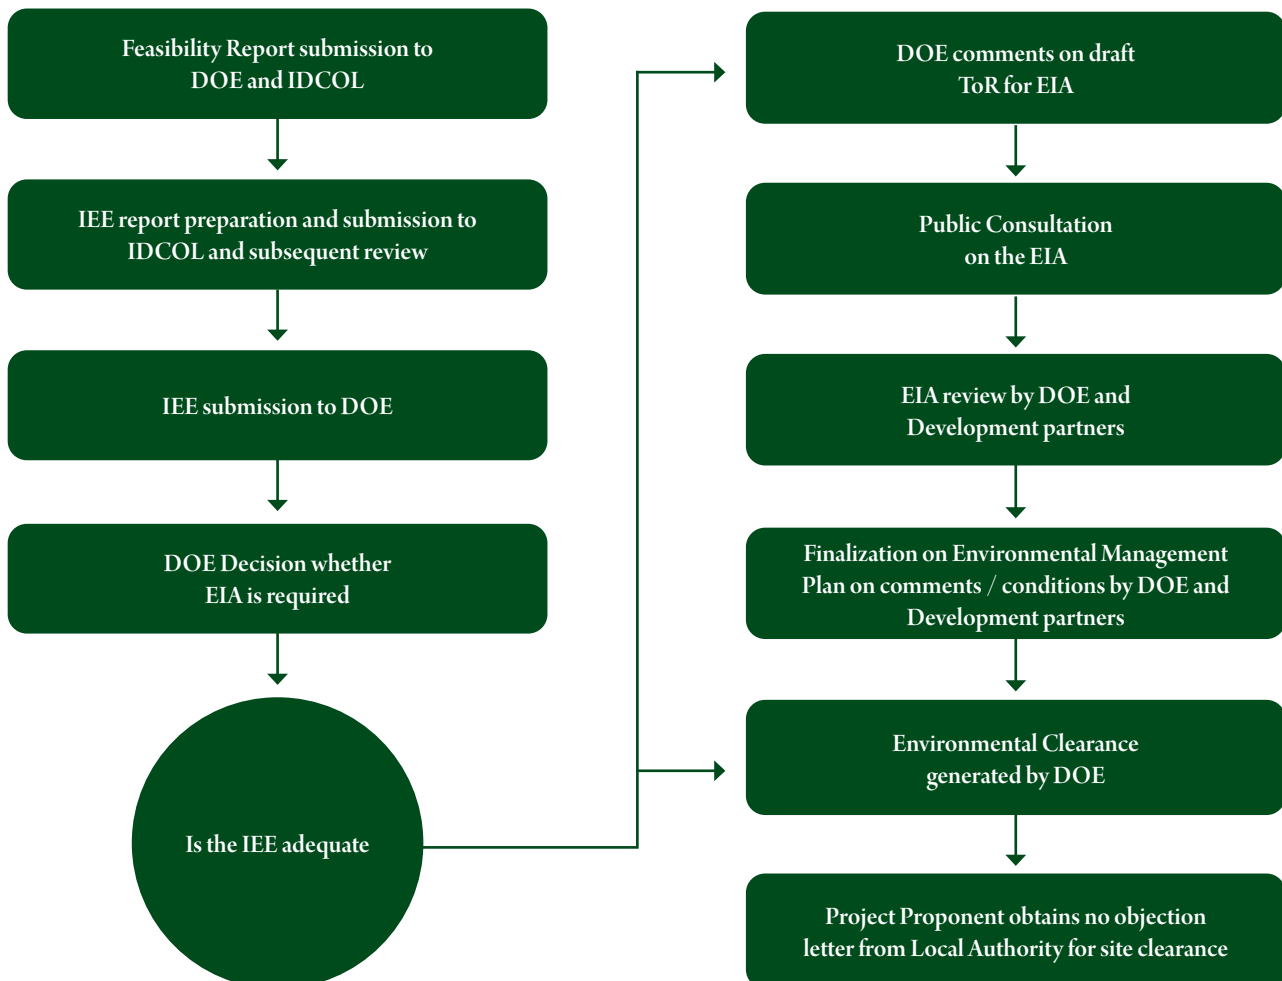 Feasibility Report submission to
DOE and IDCOL
IEE report preparation and submission to
IDCOL and subsequent review
IEE submission to DOE
DOE Decision whether
EIA is required
Is the IEE adequate
DOE comments on draft
ToR for EIA
Public Consultation
on the EIA
EIA review by DOE and
Development partners
Finalization on Environmental Management
Plan on comments / conditions by DOE and
Development partners
Environmental Clearance
generated by DOE
Project Proponent obtains no objection
letter from Local Authority for site clearance